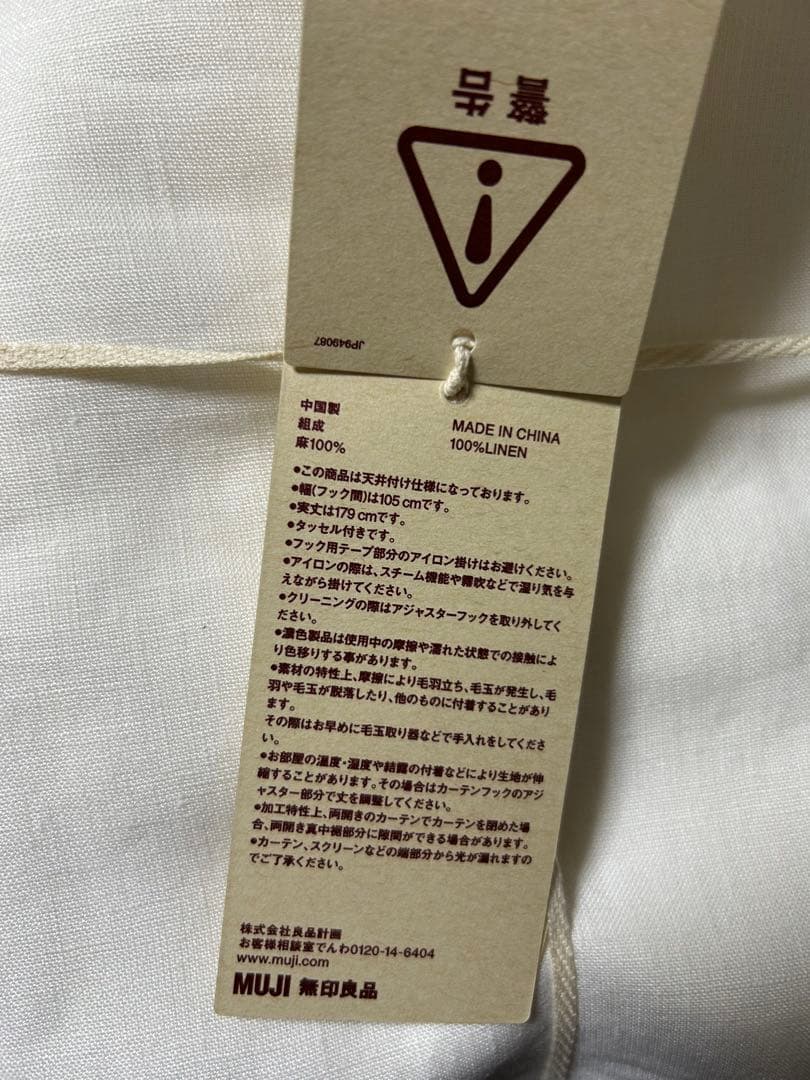 警告
JP949087
中国製
組成
麻100%
MADE IN CHINA
100%LINEN
●この商品は天井付け仕様になっております。
●幅(フック間)は105 cmです。
●実丈は179 cmです。
●タッセル付きです。
●フック用テープ部分のアイロン掛けはお避けください。
●アイロンの際は、スチーム機能や霧吹などで湿り気を与
えながら掛けてください。
●クリーニングの際はアジャスターフックを取り外してく
ださい。
●濃色製品は使用中の摩擦や濡れた状態での接触によ
り色移りする事があります。
●素材の特性上、摩擦により毛羽立ち、毛玉が発生し、毛
羽や毛玉が脱落したり、他のものに付着することがあり
ます。
その際はお早めに毛玉取り器などで手入れをしてくださ
い。
●お部屋の温度・湿度や結露の付着などにより生地が伸
縮することがあります。その場合はカーテンフックのアジ
ャスター部分で丈を調整してください。
●加工特性上、両開きのカーテンでカーテンを閉めた場
合、両開き真中裾部分に隙間ができる場合があります。
●カーテン、スクリーンなどの端部分から光が漏れますの
でご了承ください。
株式会社良品計画
お客様相談室でんわ0120-14-6404
www.muji.com
MUJI 無印良品